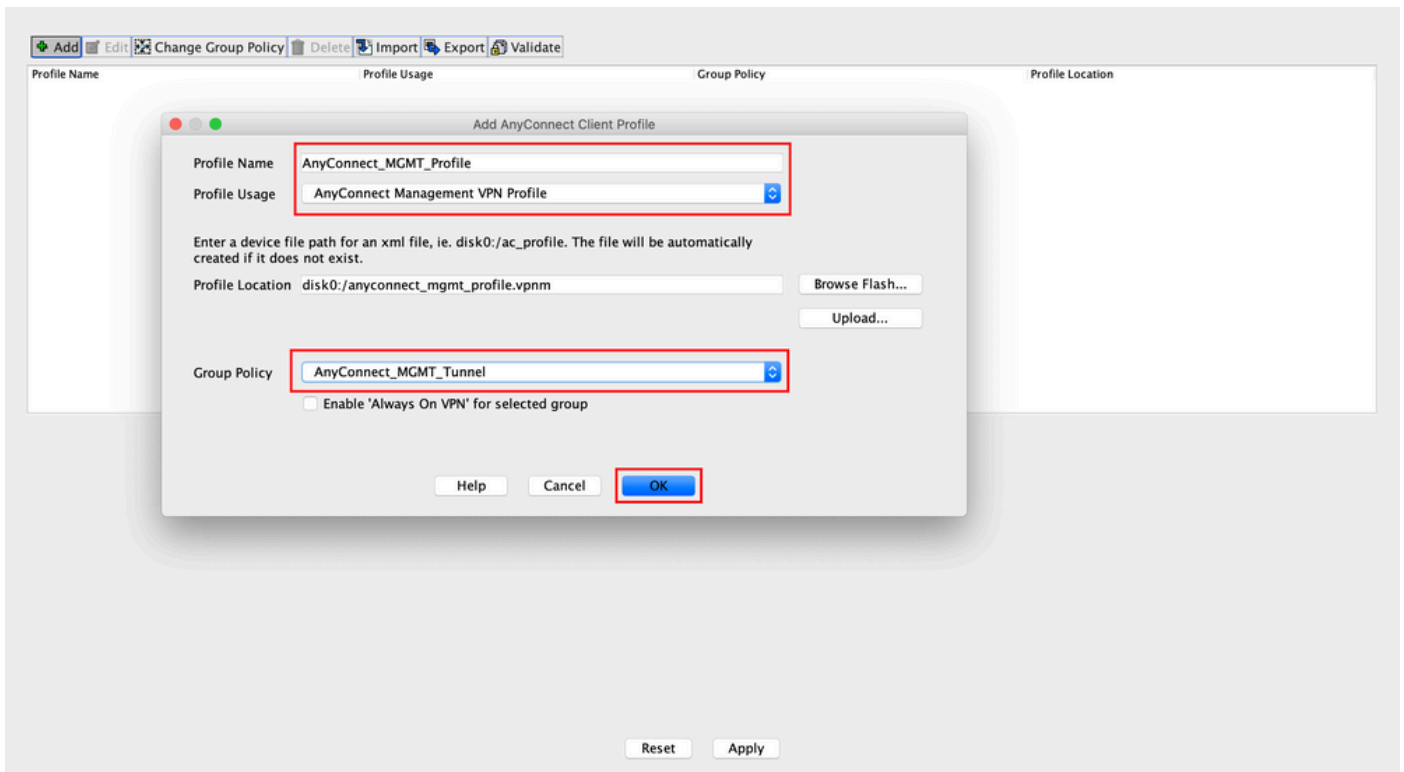 Add Edit Change Group Policy Delete Import Export Validate
Profile Name Profile Usage Group Policy Profile Location
Add AnyConnect Client Profile
Profile Name AnyConnect_MGMT_Profile
Profile Usage AnyConnect Management VPN Profile
Enter a device file path for an xml file, ie. disk0:/ac_profile. The file will be automatically
created if it does not exist.
Profile Location disk0:/anyconnect_mgmt_profile.vpnm Browse Flash...
Upload...
Group Policy AnyConnect_MGMT_Tunnel
Enable 'Always On VPN' for selected group
Help Cancel OK
Reset Apply